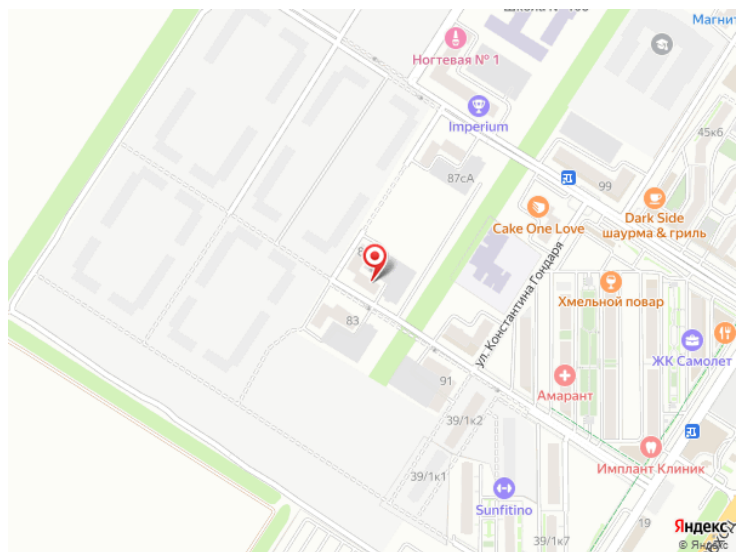 Магнит
Ногтевая № 1
Imperium
45к6
87сА
99
Cake One Love
Dark Side
шаурма & гриль
ул. Константина Гондаря
Хмельной повар
83
ЖК Самолет
91
Амарант
39/1к2
39/1к1
Имплант Клиник
Sunfitino
19
39/1к7
Яндекс
© Яндекс